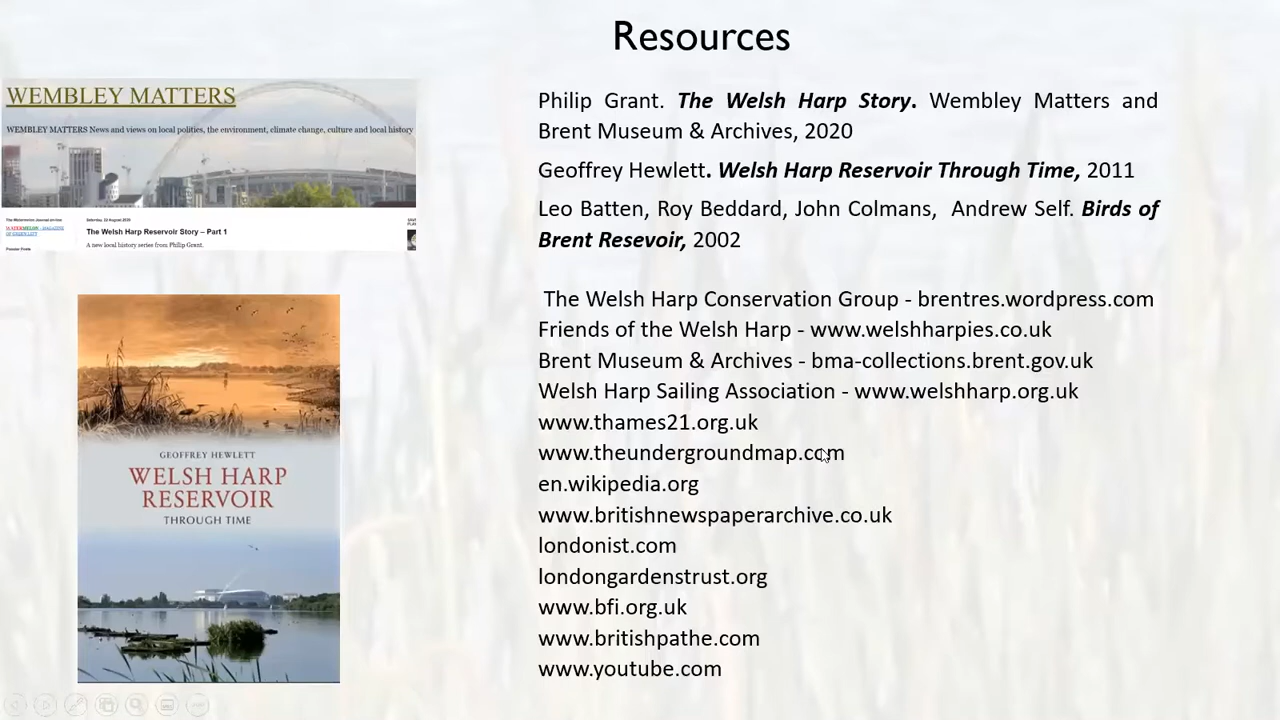 Resources
WEMBLEY MATTERS
WEMBLEY MATTERS News and views on local politics, the environment, climate change, culture and local history
Saturday, 22 August 2020
The Welsh Harp Reservoir Story – Part 1
A new local history series from Philip Grant.
Popular Posts
GEOFFREY HEWLETT
WELSH HARP
RESERVOIR
THROUGH TIME
Philip Grant. The Welsh Harp Story. Wembley Matters and
Brent Museum & Archives, 2020
Geoffrey Hewlett. Welsh Harp Reservoir Through Time, 2011
Leo Batten, Roy Beddard, John Colmans, Andrew Self. Birds of
Brent Resevoir, 2002
The Welsh Harp Conservation Group - brentres.wordpress.com
Friends of the Welsh Harp - www.welshharpies.co.uk
Brent Museum & Archives - bma-collections.brent.gov.uk
Welsh Harp Sailing Association - www.welshharp.org.uk
www.thames21.org.uk
www.theundergroundmap.com
en.wikipedia.org
www.britishnewspaperarchive.co.uk
londonist.com
londongardenstrust.org
www.bfi.org.uk
www.britishpathe.com
www.youtube.com